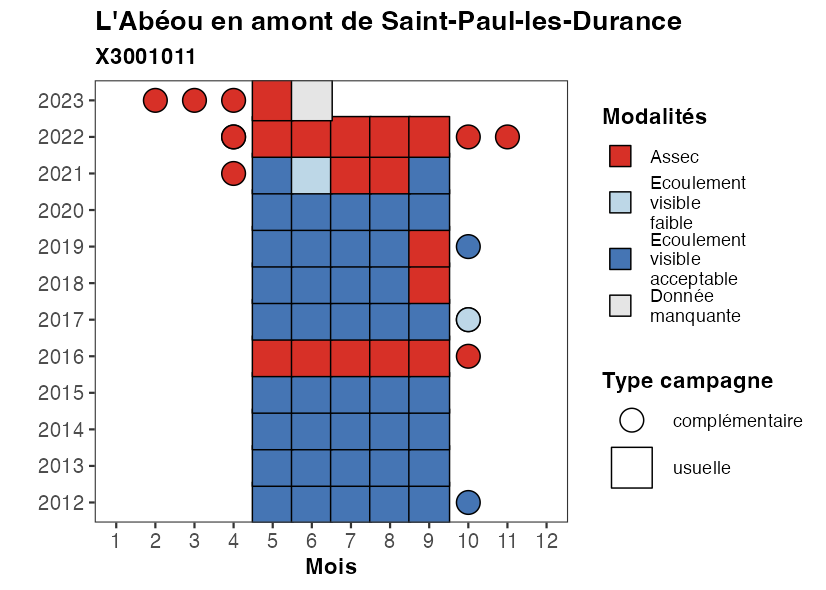 L'Abéou en amont de Saint-Paul-les-Durance
X3001011
2023
2022
2021
2020
2019
2018
2017
2016
2015
2014
2013
2012
1 2 3 4 5 6 7 8 9 10 11 12
Mois
Modalités
Assec
Ecoulement
visible
faible
Ecoulement
visible
acceptable
Donnée
manquante
Type campagne
complémentaire
usuelle